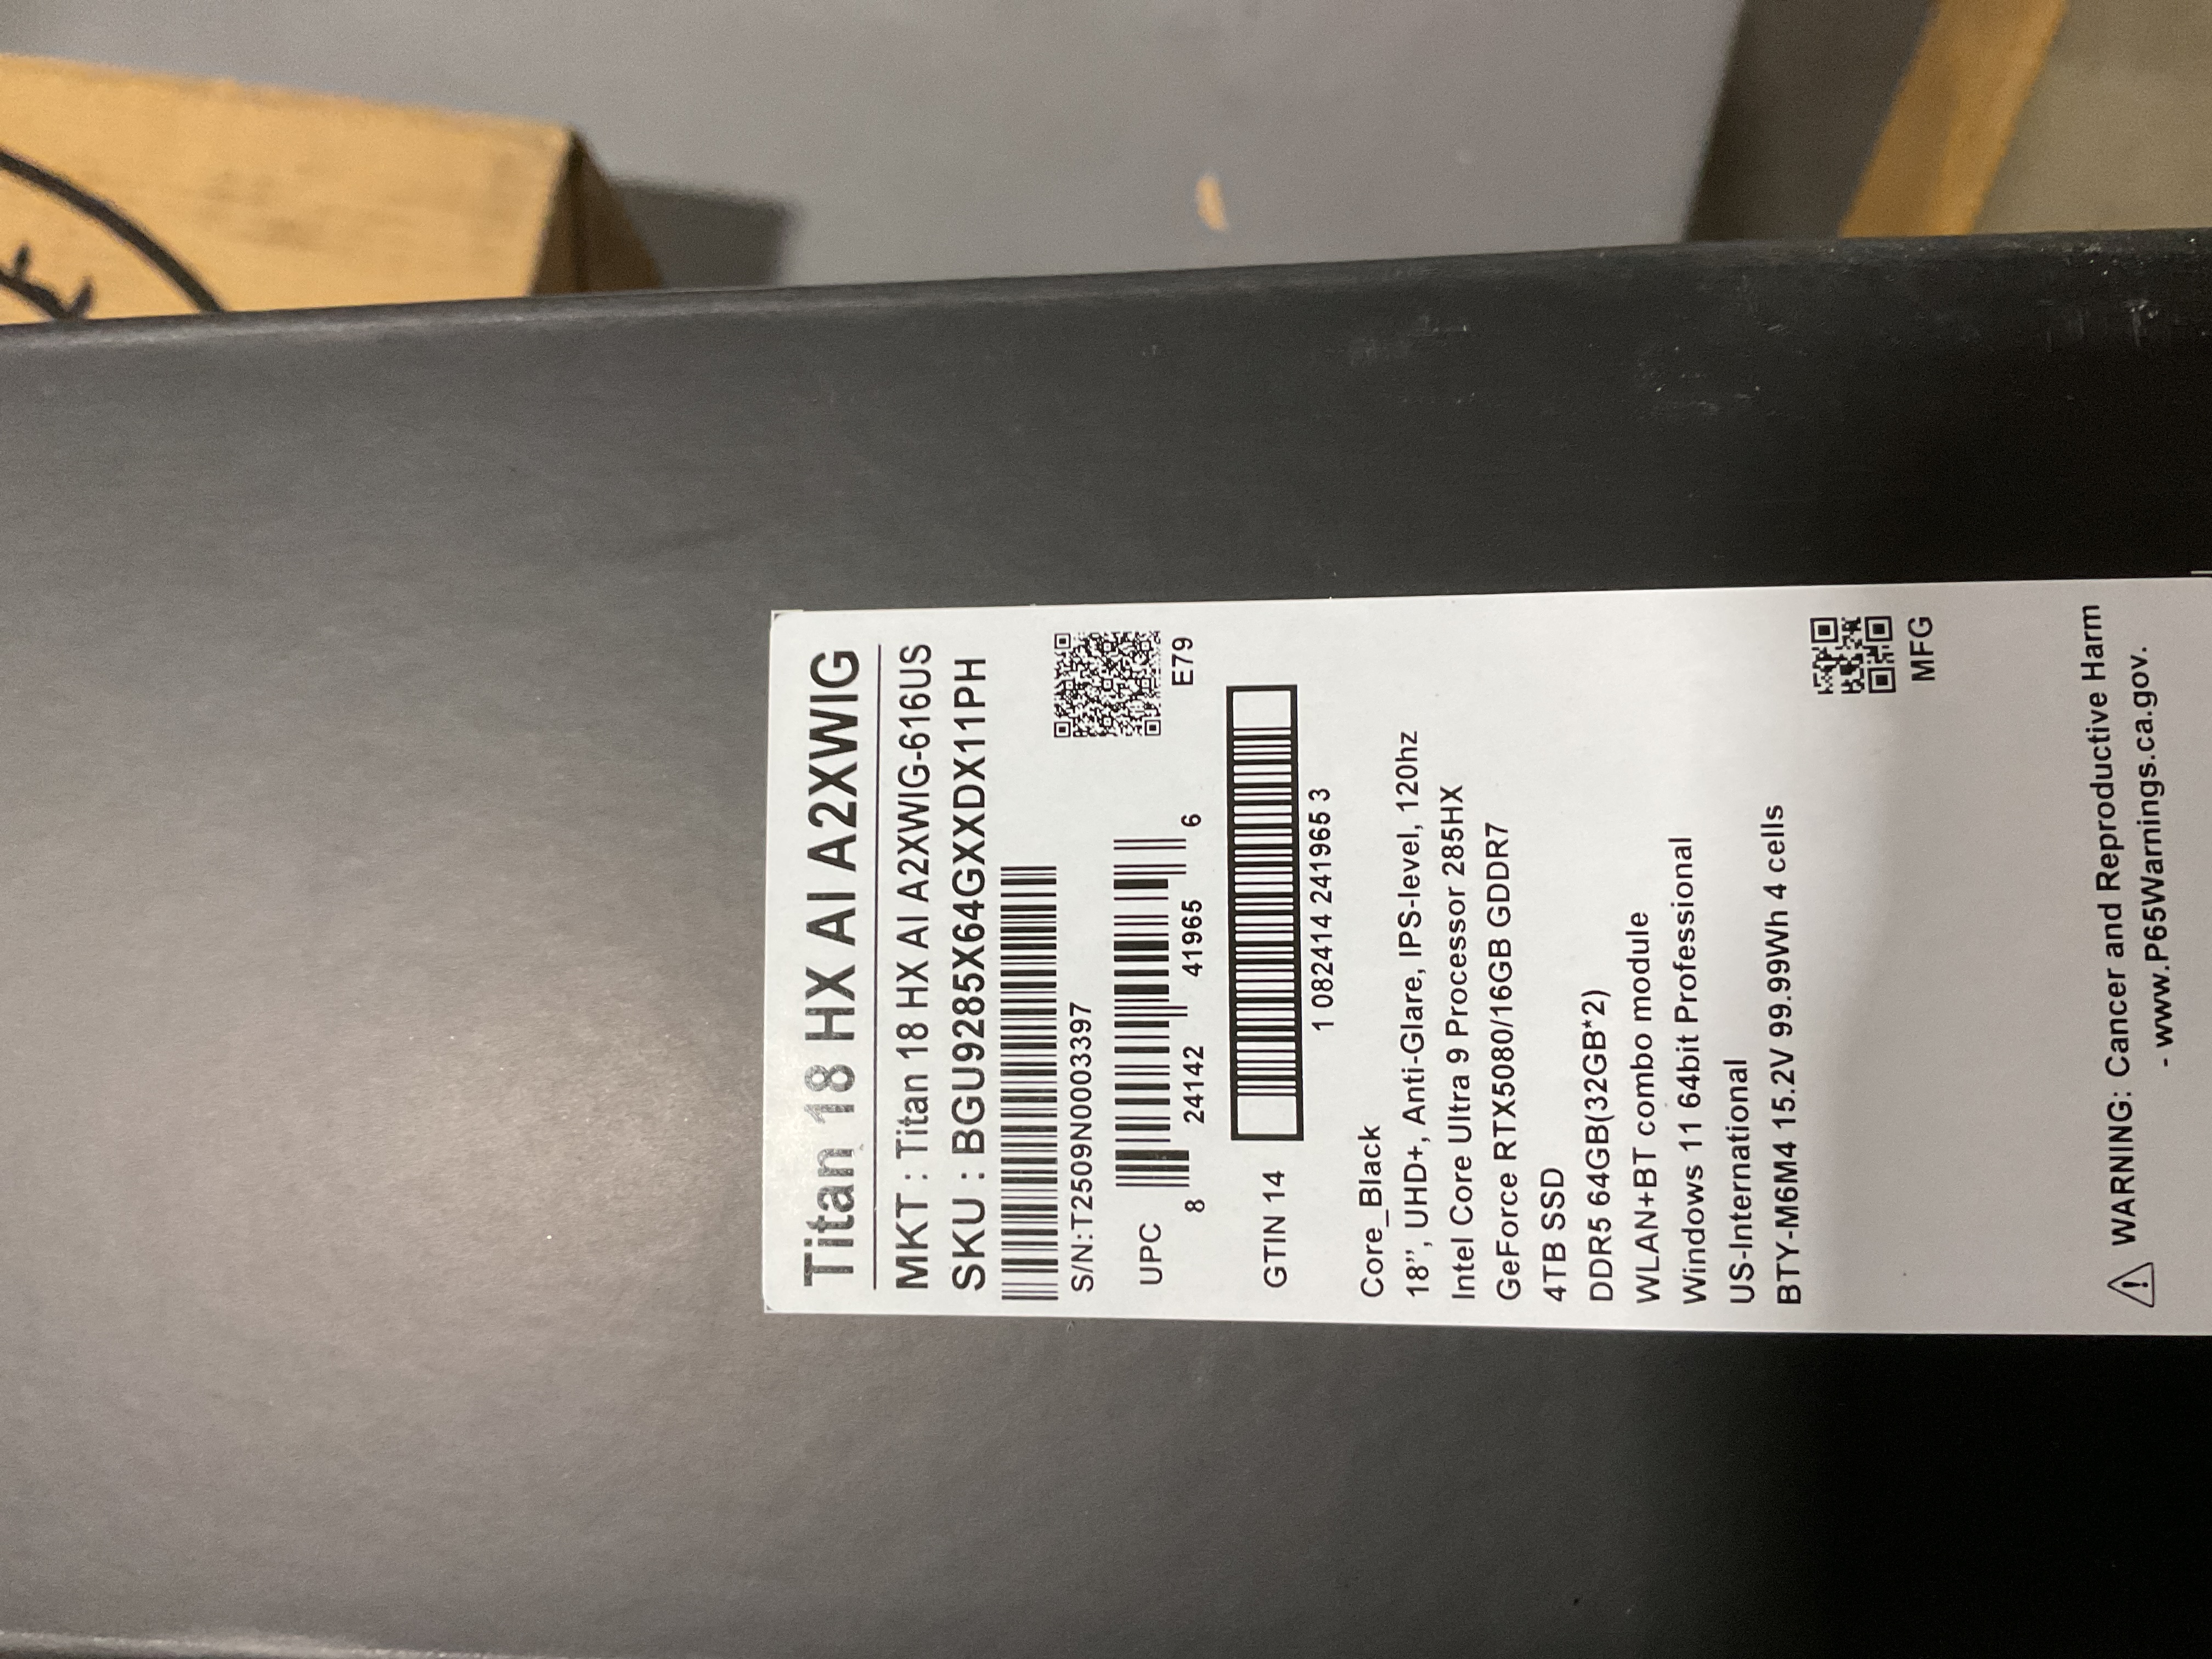 Titan 18 HX AI A2XWIG
MKT : Titan 18 HX AI A2XWIG-616US
SKU : BGU9285X64GXXDX11PH
S/N:T2509N0003397
E79
UPC
8 24142 41965 6
GTIN 14
1 082414 241965 3
Core_Black
18”, UHD+, Anti-Glare, IPS-level, 120hz
Intel Core Ultra 9 Processor 285HX
GeForce RTX5080/16GB GDDR7
4TB SSD
DDR5 64GB(32GB*2)
WLAN+BT combo module
Windows 11 64bit Professional
US-International
BTY-M6M4 15.2V 99.99Wh 4 cells
MFG
WARNING: Cancer and Reproductive Harm
- www.P65Warnings.ca.gov.